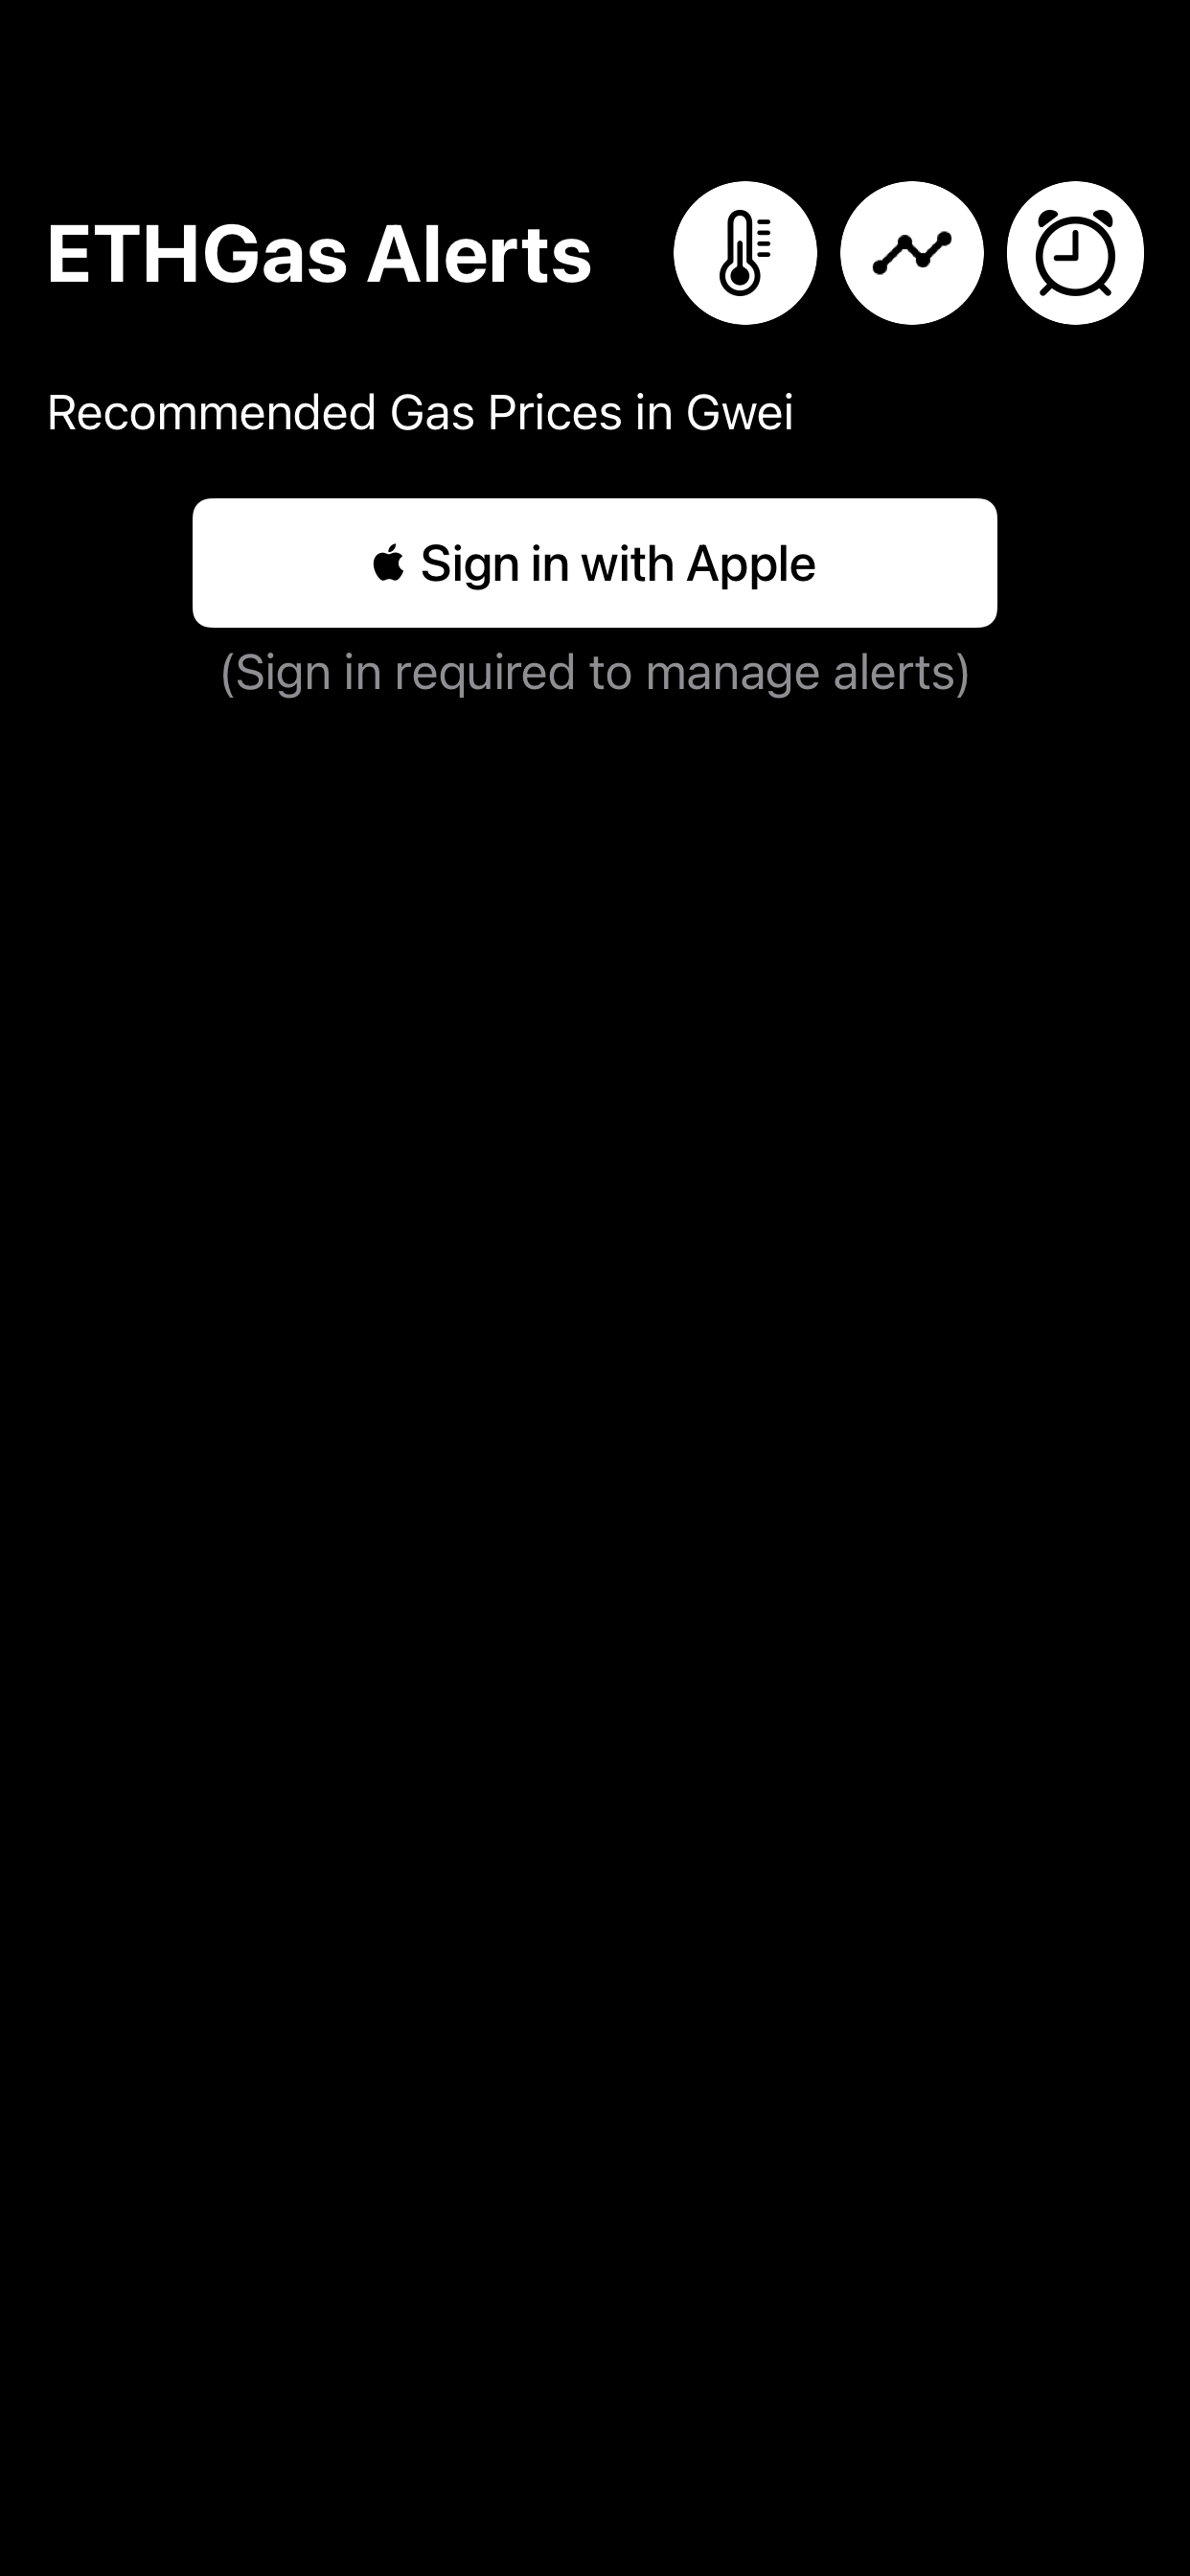 ETHGas Alerts
Recommended Gas Prices in Gwei
Sign in with Apple
(Sign in required to manage alerts)